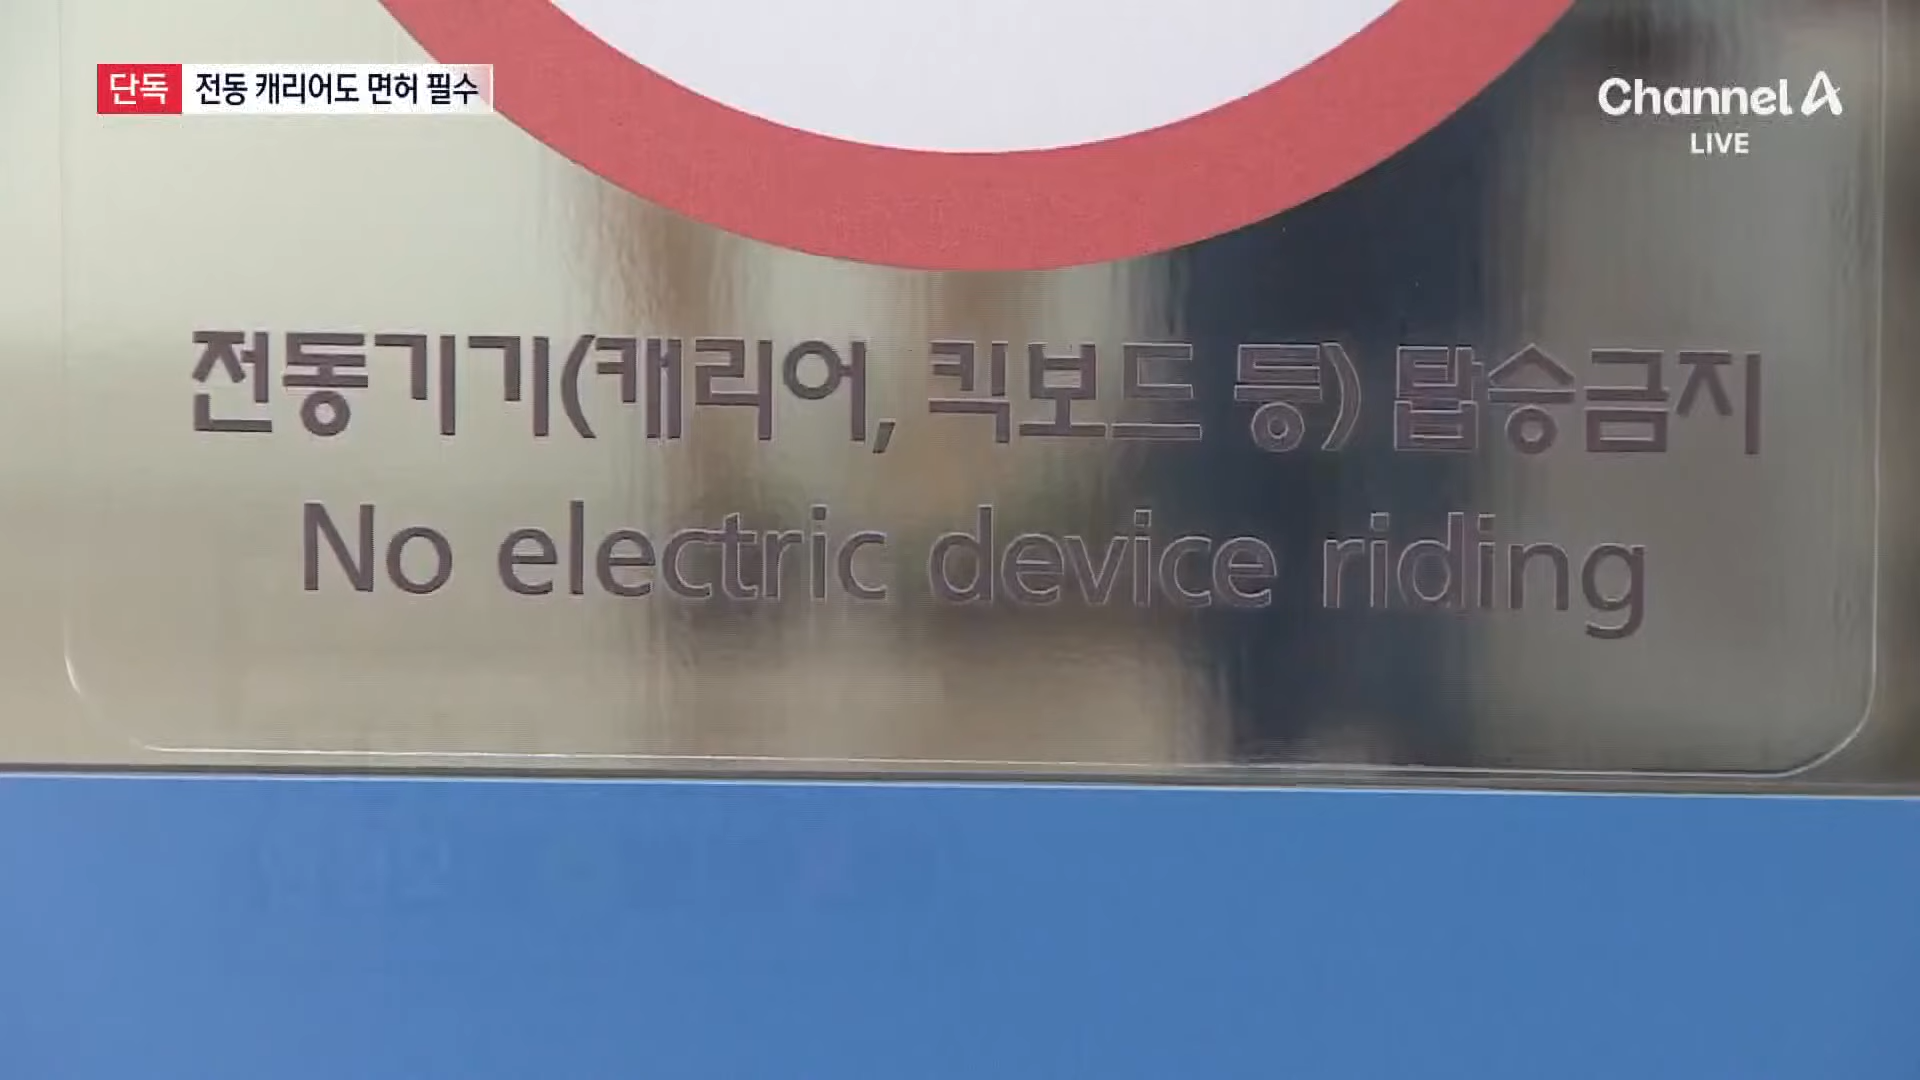 단독 전동 캐리어도 면허 필수
Channel A
LIVE
전동기기(캐리어, 킥보드 등) 탑승금지
No electric device riding